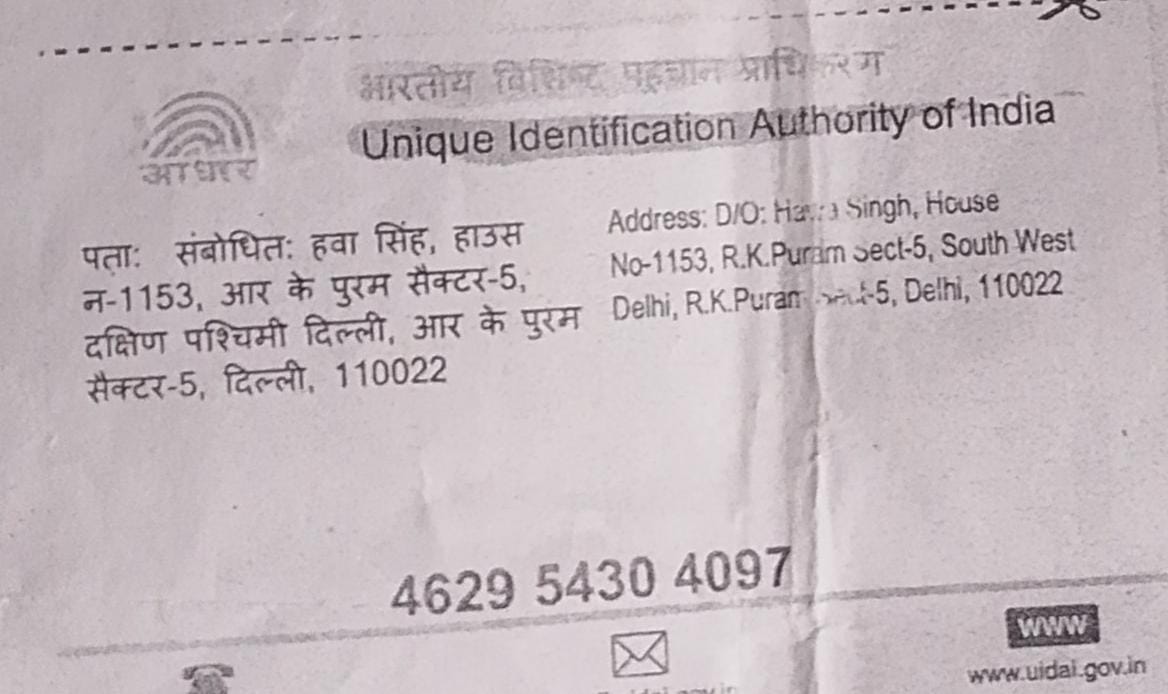 भारतीय विशिष्ट पहचान प्राधिकरण
Unique Identification Authority of India
आधार
पता: संबोधित: हवा सिंह, हाउस
न-1153, आर के पुरम सैक्टर-5,
दक्षिण पश्चिमी दिल्ली, आर के पुरम
सैक्टर-5, दिल्ली, 110022
Address: D/O: Singh, House
No-1153, R.K.Puram Sect-5, South West
Delhi, R.K.Puram Delhi, 110022
4629 5430 4097
www
www.uidai.gov.in